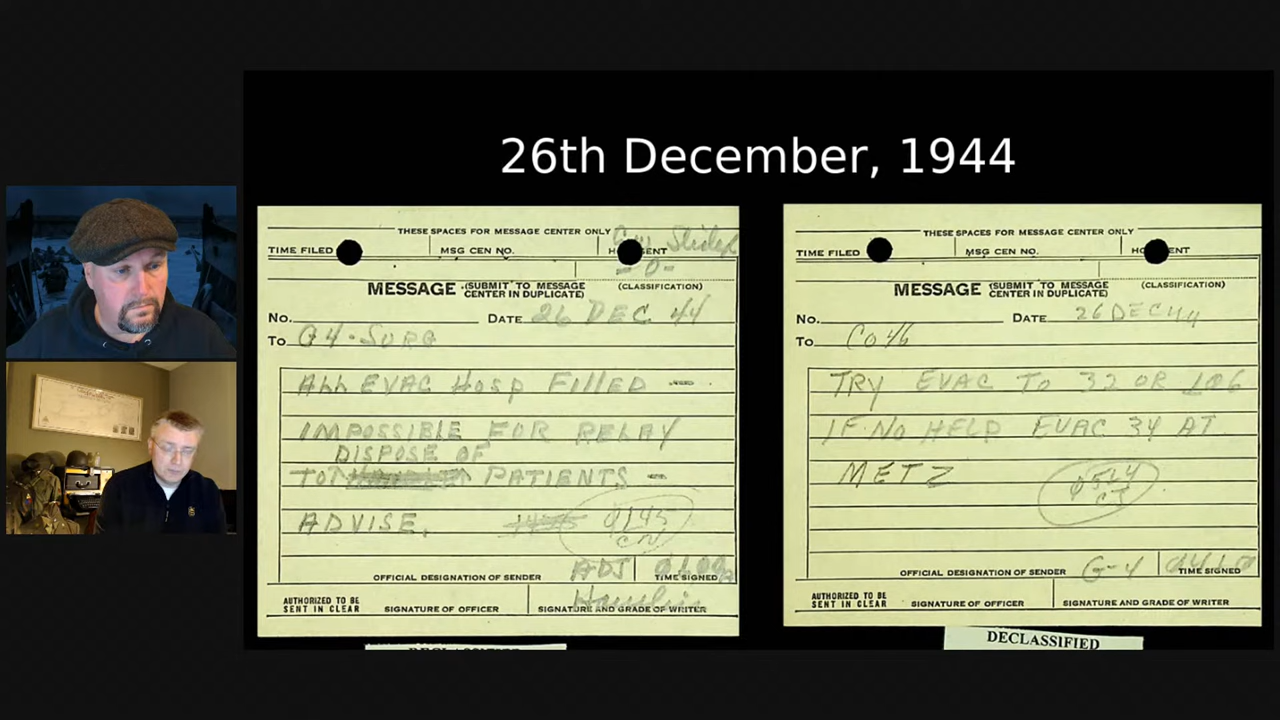 26th December, 1944
THESE SPACES FOR MESSAGE CENTER ONLY
TIME FILED MSG CEN NO.
-0-
MESSAGE (SUBMIT TO MESSAGE CENTER IN DUPLICATE) (CLASSIFICATION)
No. DATE 26 DEC 44
To G4-SURG
ALL EVAC HOSP FILLED -
IMPOSSIBLE FOR RELAY
DISPOSE OF
TO PATIENTS -
ADVISE.
0145
OFFICIAL DESIGNATION OF SENDER ADJ TIME SIGNED
AUTHORIZED TO BE SENT IN CLEAR SIGNATURE OF OFFICER SIGNATURE AND GRADE OF WRITER
THESE SPACES FOR MESSAGE CENTER ONLY
TIME FILED MSG CEN NO.
MESSAGE (SUBMIT TO MESSAGE CENTER IN DUPLICATE) (CLASSIFICATION)
No. DATE 26 DEC 44
To
TRY EVAC TO 32 OR 106
IF NO HELP EVAC 34 AT
METZ
OFFICIAL DESIGNATION OF SENDER G-4 TIME SIGNED
AUTHORIZED TO BE SENT IN CLEAR SIGNATURE OF OFFICER SIGNATURE AND GRADE OF WRITER
DECLASSIFIED